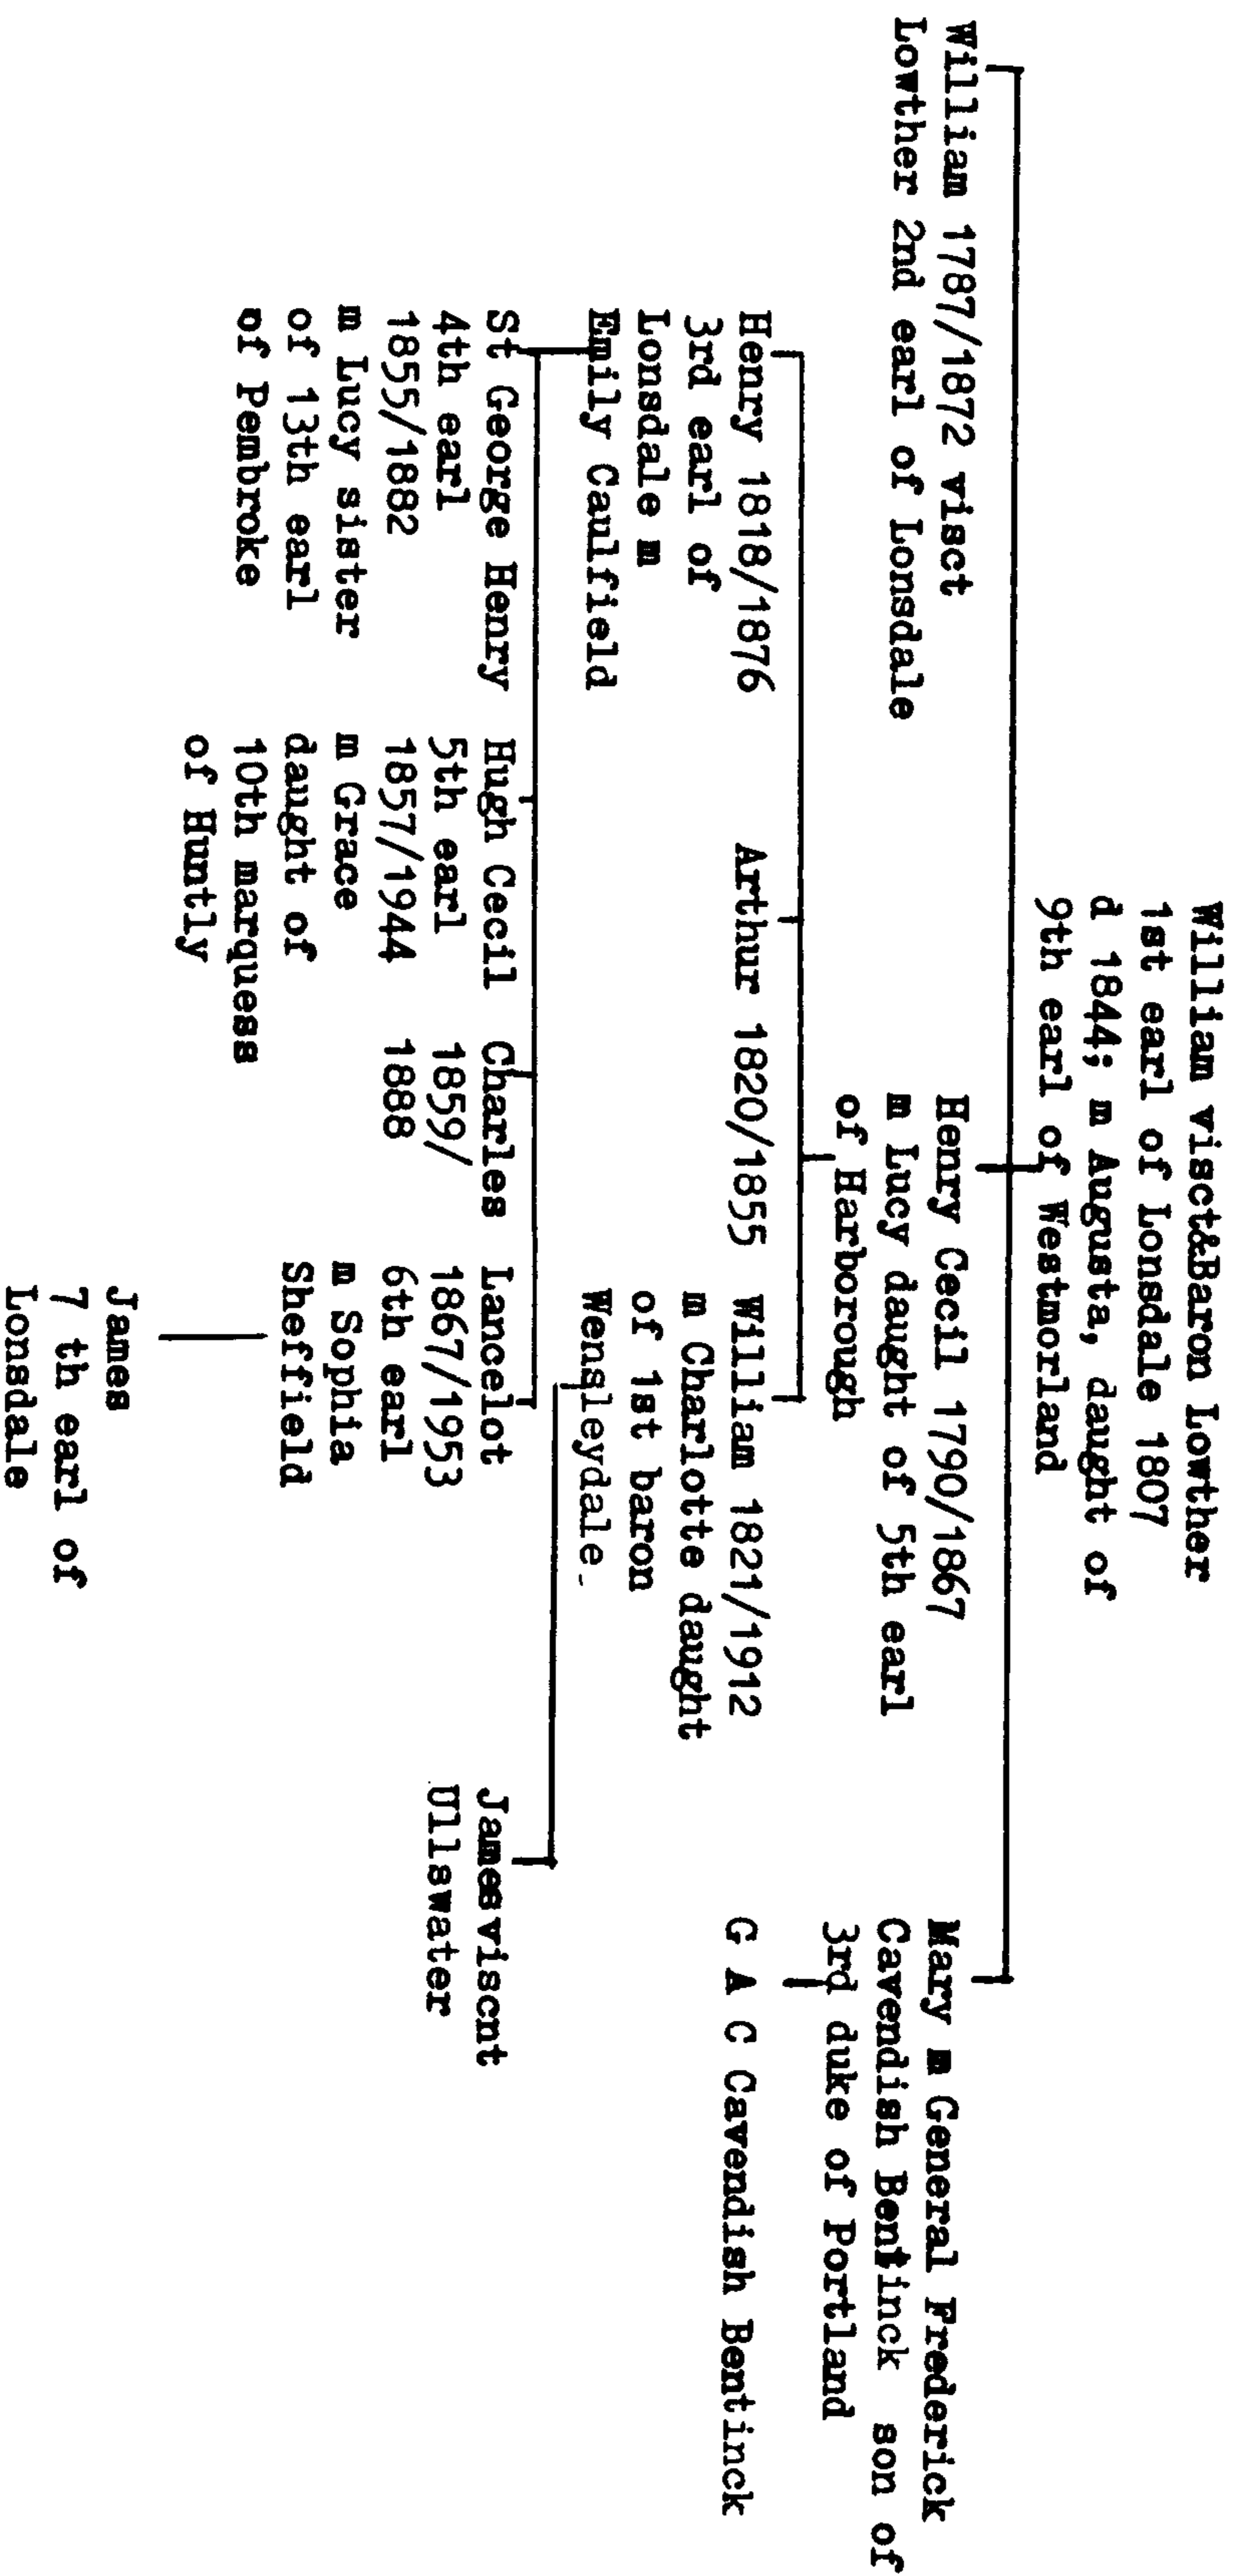 William visct&Baron Lowther
1st earl of Lonsdale 1807
d 1844; m Augusta, daught of
9th earl of Westmorland
William 1787/1872 visct
Lowther 2nd earl of Lonsdale
Henry Cecil 1790/1867
m Lucy daught of 5th earl
of Harborough
Mary m General Frederick
Cavendish Bentinck son of
3rd duke of Portland
G A C Cavendish Bentinck
Henry 1818/1876
3rd earl of
Lonsdale m
Emily Caulfield
Arthur 1820/1855
William 1821/1912
m Charlotte daught
of 1st baron
Wensleydale
St George Henry
4th earl
1855/1882
m Lucy sister
of 13th earl
of Pembroke
Hugh Cecil
5th earl
1857/1944
m Grace
daught of
10th marquess
of Huntly
Charles
1859/
1888
Lancelot
1867/1953
6th earl
m Sophia
Sheffield
James viscnt
Ullswater
James
7 th earl of
Lonsdale